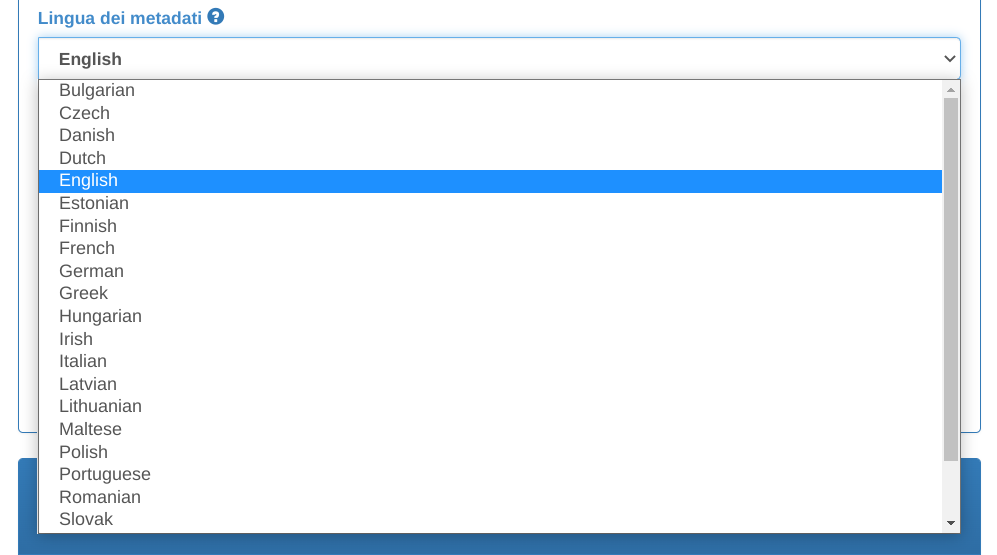 Lingua dei metadati
English
Bulgarian
Czech
Danish
Dutch
English
Estonian
Finnish
French
German
Greek
Hungarian
Irish
Italian
Latvian
Lithuanian
Maltese
Polish
Portuguese
Romanian
Slovak